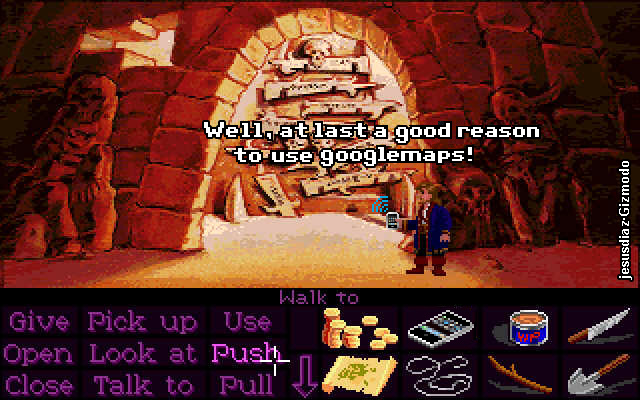 Well, at last a good reason
to use googlemaps!
jesusdiaz·Gizmodo
Walk to
Give Pick up Use
Open Look at Push
Close Talk to Pull
VIP